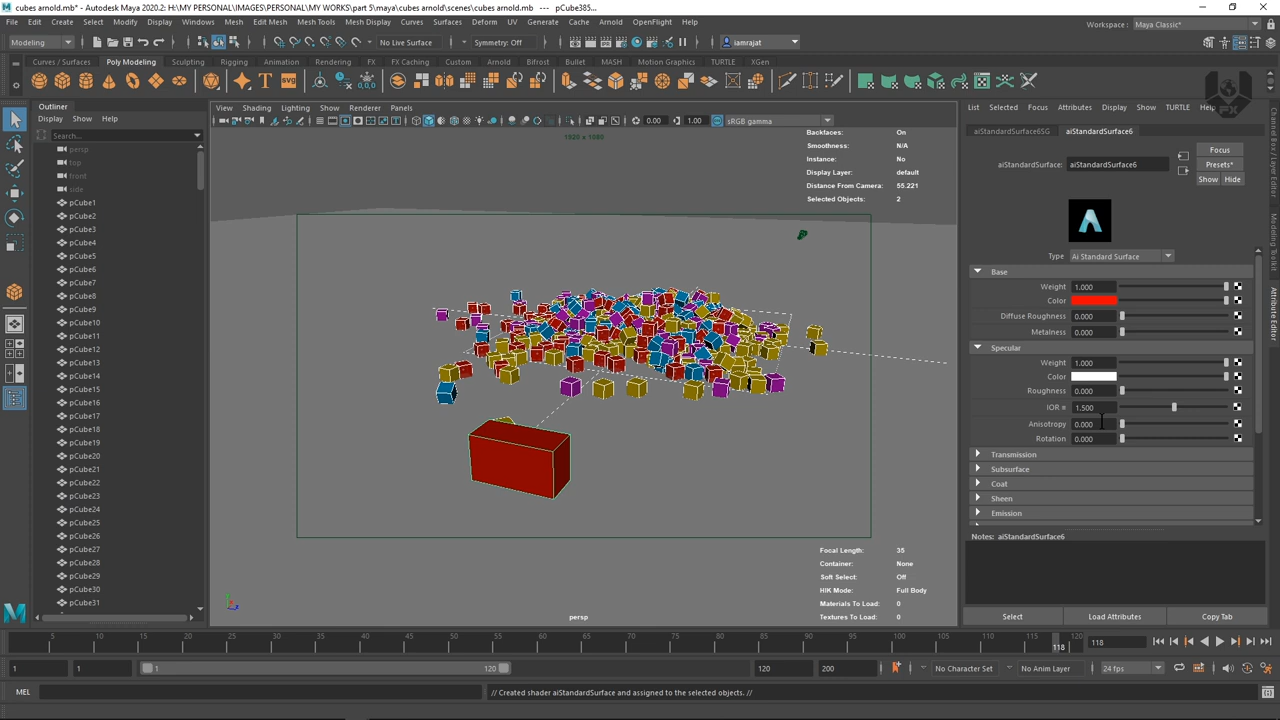 cubes arnold.mb* - Autodesk Maya 2020.2: H:\MY PERSONAL\IMAGES\PERSONAL\MY WORKS\part 5\maya\cubes arnold\scenes\cubes arnold.mb --- pCube385...
File Edit Create Select Modify Display Windows Mesh Edit Mesh Mesh Tools Mesh Display Curves Surfaces Deform UV Generate Cache Arnold OpenFlight Help
Workspace : Maya Classic*
Modeling No Live Surface Symmetry: Off iamrajat
Curves / Surfaces Poly Modeling Sculpting Rigging Animation Rendering FX FX Caching Custom Arnold Bifrost Bullet MASH Motion Graphics TURTLE XGen
Outliner
Display Show Help
Search...
persp
top
front
side
pCube1
pCube2
pCube3
pCube4
pCube5
pCube6
pCube7
pCube8
pCube9
pCube10
pCube11
pCube12
pCube13
pCube14
pCube15
pCube16
pCube17
pCube18
pCube19
pCube20
pCube21
pCube22
pCube23
pCube24
pCube25
pCube26
pCube27
pCube28
pCube29
pCube30
pCube31
View Shading Lighting Show Renderer Panels
0.00 1.00 sRGB gamma
1920 x 1080
Backfaces: On
Smoothness: N/A
Instance: No
Display Layer: default
Distance From Camera: 55.221
Selected Objects: 2
Focal Length: 35
Container: None
Soft Select: Off
HIK Mode: Full Body
Materials To Load: 0
Textures To Load: 0
persp
List Selected Focus Attributes Display Show TURTLE Help
aiStandardSurface6SG aiStandardSurface6
Focus
aiStandardSurface: aiStandardSurface6 Presets*
Show Hide
FX
Type Ai Standard Surface
Base
Weight 1.000
Color
Diffuse Roughness 0.000
Metalness 0.000
Specular
Weight 1.000
Color
Roughness 0.000
IOR 1.500
Anisotropy 0.000
Rotation 0.000
Transmission
Subsurface
Coat
Sheen
Emission
Notes: aiStandardSurface6
Select Load Attributes Copy Tab
Channel Box / Layer Editor
Modeling Toolkit
Attribute Editor
5 10 15 20 25 30 35 40 45 50 55 60 65 70 75 80 85 90 95 100 105 110 115 120
118 118
1 1 1 120 120 200 No Character Set No Anim Layer 24 fps
MEL // Created shader aiStandardSurface and assigned to the selected objects. //